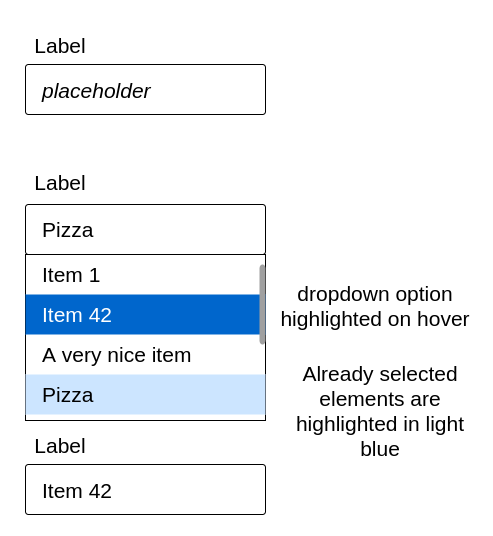 Label
placeholder
Label
Pizza
Item 1
Item 42
A very nice item
Pizza
dropdown option
highlighted on hover
Already selected
elements are
highlighted in light
blue
Label
Item 42